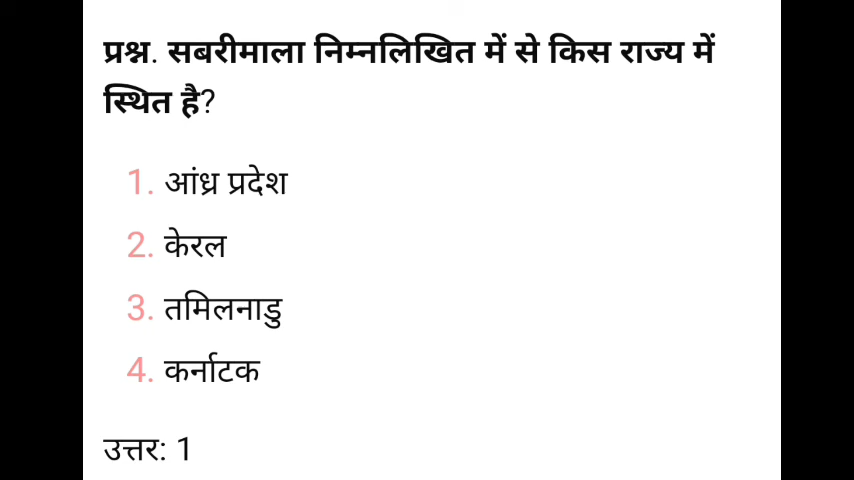 प्रश्न. सबरीमाला निम्नलिखित में से किस राज्य में
स्थित है?
1. आंध्र प्रदेश
2. केरल
3. तमिलनाडु
4. कर्नाटक
उत्तर: 1